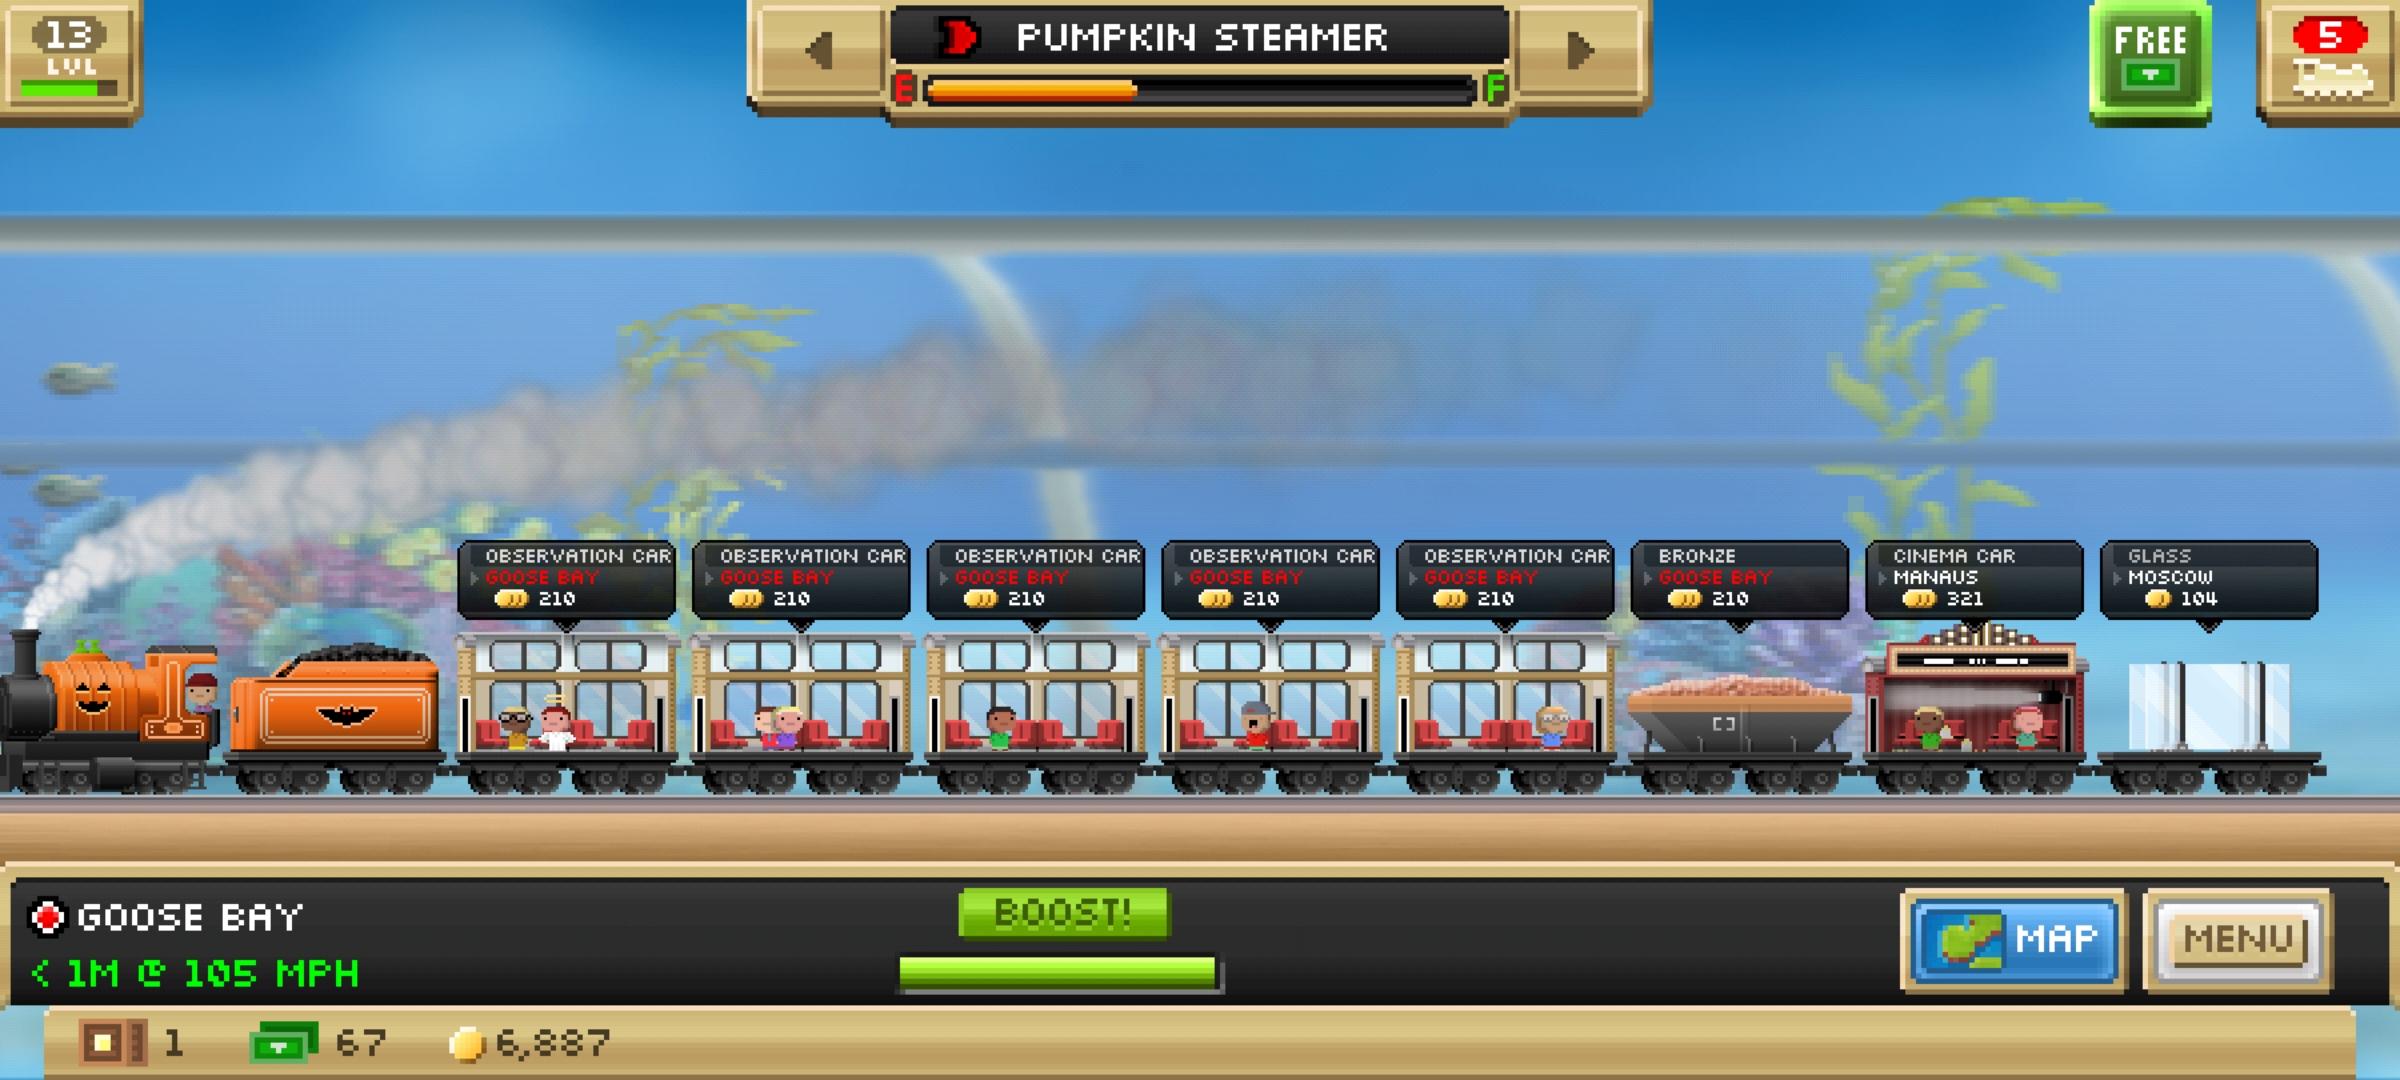 13
LVL
PUMPKIN STEAMER
E F
FREE
5
OBSERVATION CAR
GOOSE BAY
210
OBSERVATION CAR
GOOSE BAY
210
OBSERVATION CAR
GOOSE BAY
210
OBSERVATION CAR
GOOSE BAY
210
OBSERVATION CAR
GOOSE BAY
210
BRONZE
GOOSE BAY
210
CINEMA CAR
MANAUS
321
GLASS
MOSCOW
104
GOOSE BAY
< 1M @ 105 MPH
BOOST!
MAP
MENU
1 67 6,887